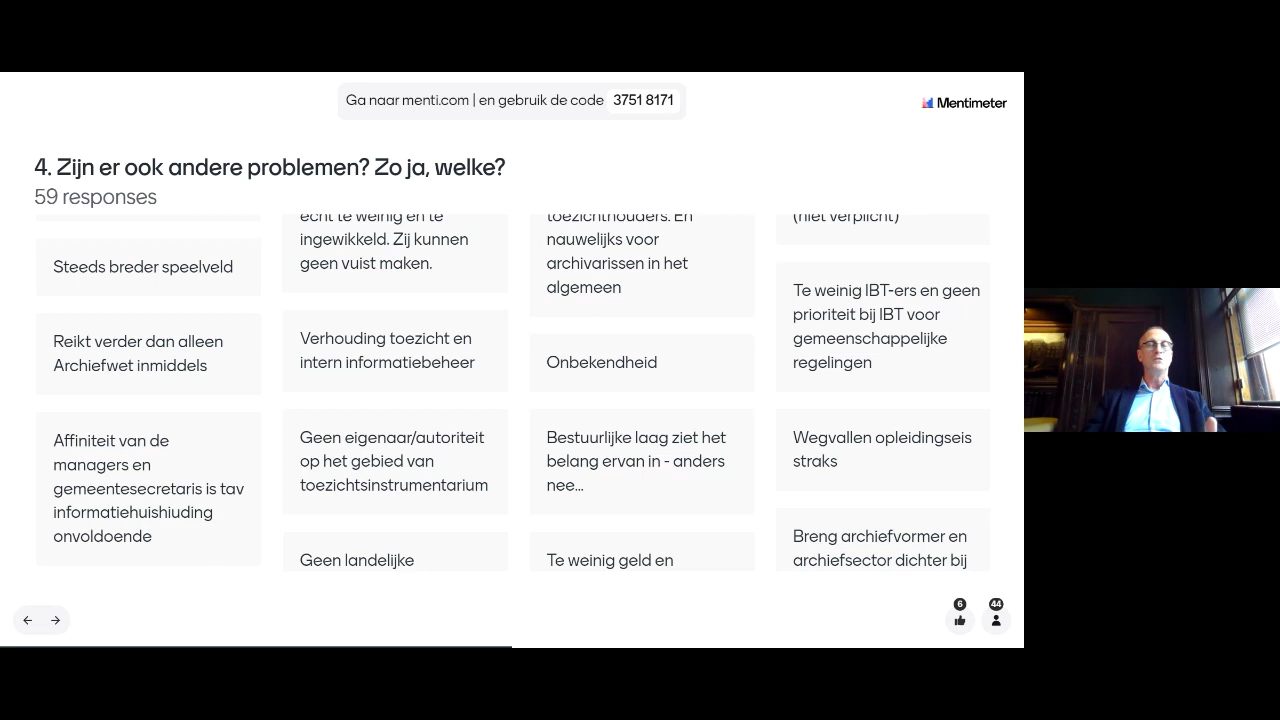 Ga naar menti.com | en gebruik de code 3751 8171
Mentimeter
4. Zijn er ook andere problemen? Zo ja, welke?
59 responses
Steeds breder speelveld
Reikt verder dan alleen
Archiefwet inmiddels
Affiniteit van de
managers en
gemeentesecretaris is tav
informatiehuishiuding
onvoldoende
echt te weinig en te
ingewikkeld. Zij kunnen
geen vuist maken.
Verhouding toezicht en
intern informatiebeheer
Geen eigenaar/autoriteit
op het gebied van
toezichtsinstrumentarium
Geen landelijke
toezichthouders. En
nauwelijks voor
archivarissen in het
algemeen
Onbekendheid
Bestuurlijke laag ziet het
belang ervan in - anders
nee...
Te weinig geld en
(niet verplicht)
Te weinig IBT-ers en geen
prioriteit bij IBT voor
gemeenschappelijke
regelingen
Wegvallen opleidingseis
straks
Breng archiefvormer en
archiefsector dichter bij
6
44